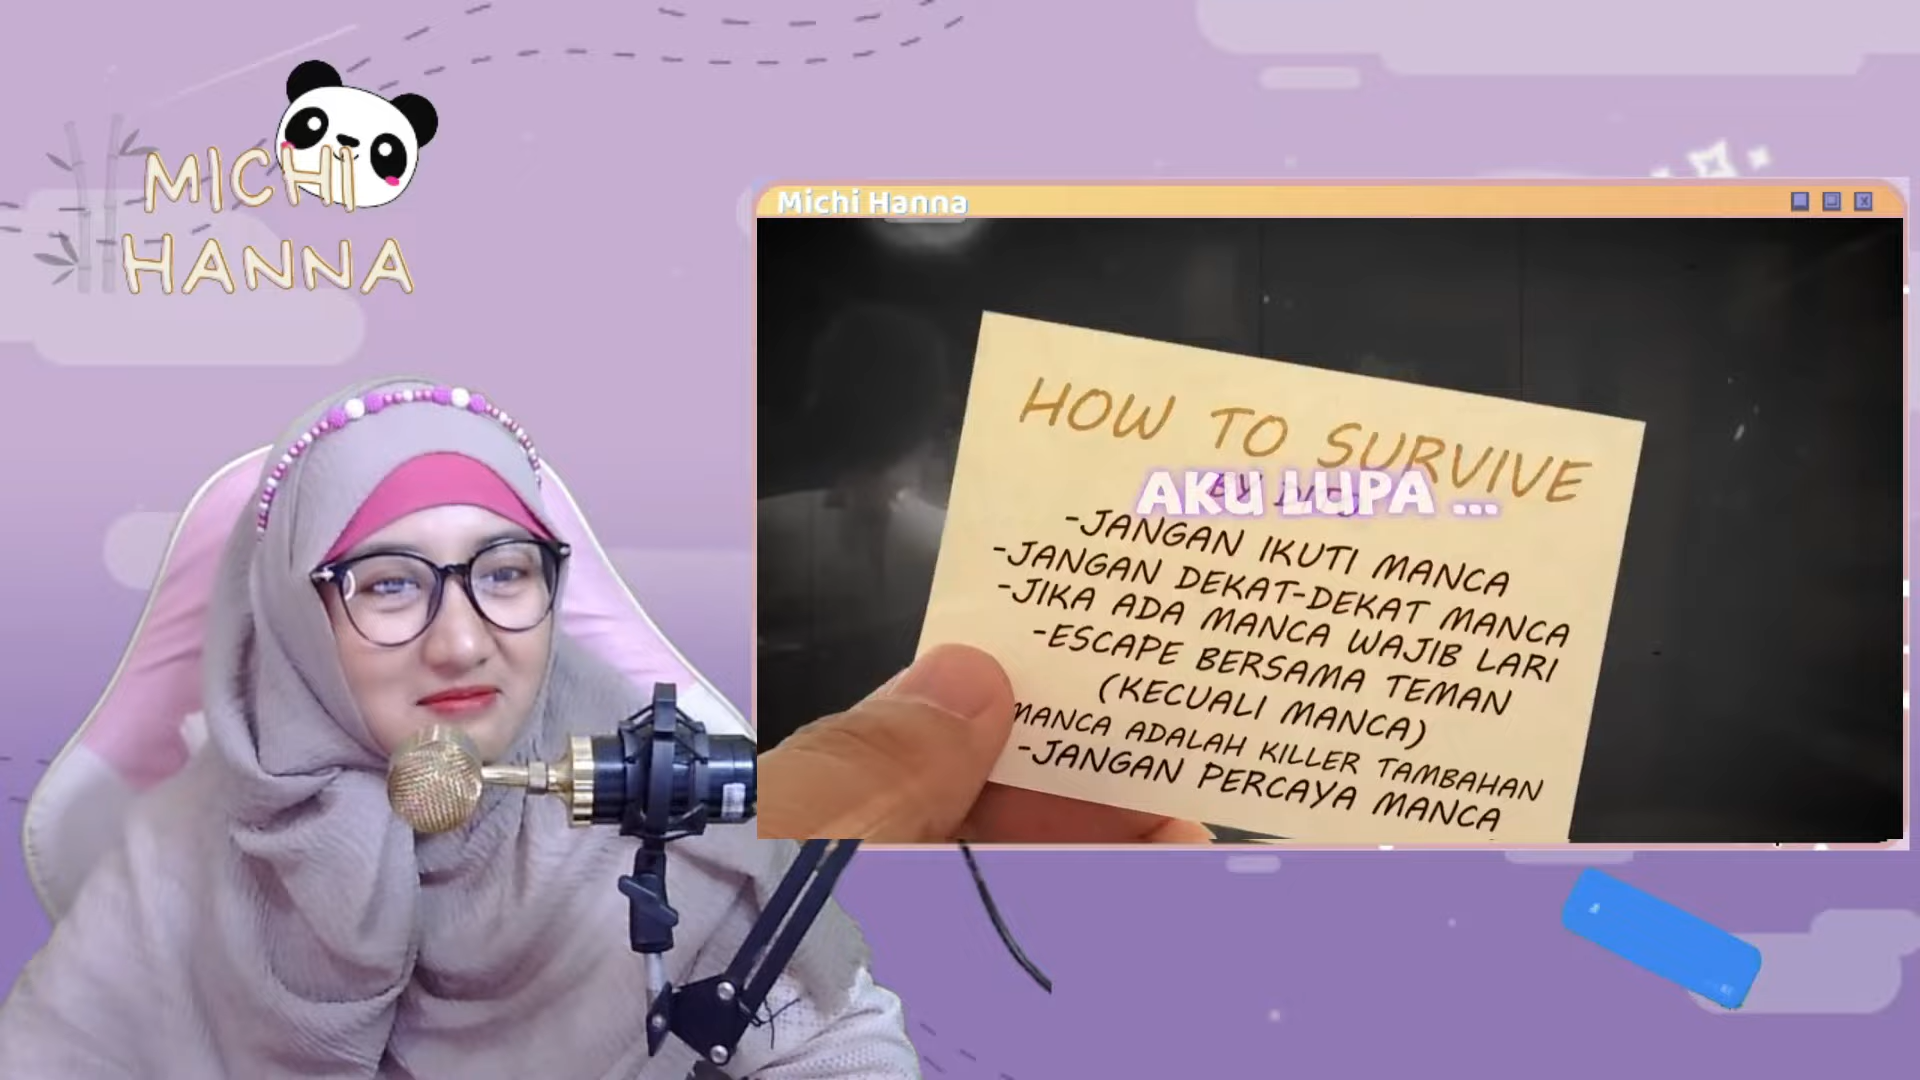 MICHI
HANNA
Michi Hanna
HOW TO SURVIVE
BY
AKU LUPA ...
-JANGAN IKUTI MANCA
-JANGAN DEKAT-DEKAT MANCA
-JIKA ADA MANCA WAJIB LARI
-ESCAPE BERSAMA TEMAN
(KECUALI MANCA)
MANCA ADALAH KILLER TAMBAHAN
-JANGAN PERCAYA MANCA